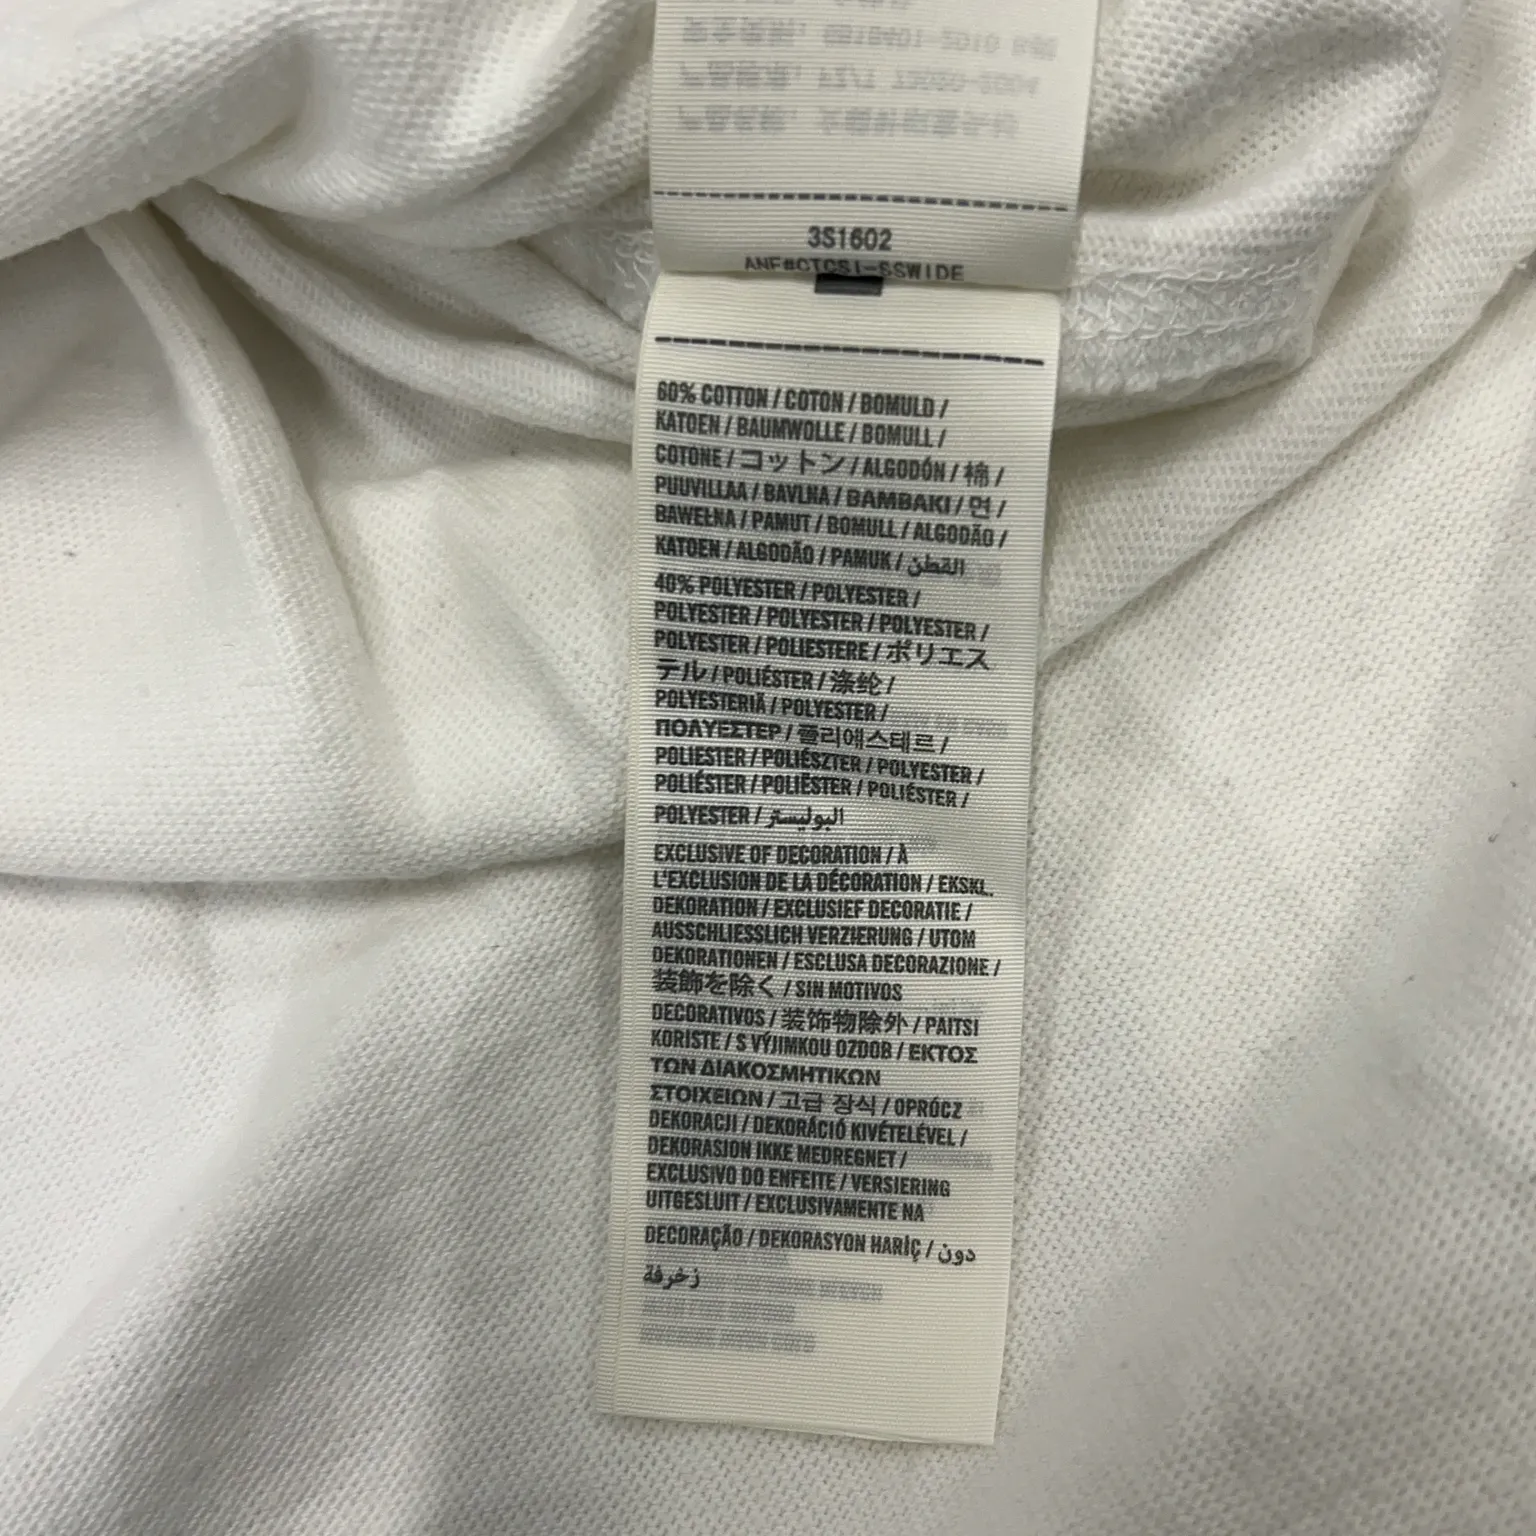 3S1602
ANF#CTCSI-SSWIDE
60% COTTON / COTON / BOMULD /
KATOEN / BAUMWOLLE / BOMULL /
COTONE / コットン / ALGODÓN / 棉 /
PUUVILLAA / BAVLNA / BAMBAKI / 면 /
BAWEŁNA / PAMUT / BOMULL / ALGODÃO /
KATOEN / ALGODÃO / PAMUK / القطن
40% POLYESTER / POLYESTER /
POLYESTER / POLYESTER / POLYESTER /
POLYESTER / POLIESTERE / ポリエス
テル / POLIÉSTER / 涤纶 /
POLYESTERIÄ / POLYESTER /
ΠΟΛΥΕΣΤΕΡ / 폴리에스테르 /
POLIESTER / POLIÉSZTER / POLYESTER /
POLIÉSTER / POLIËSTER / POLIÉSTER /
POLYESTER / البوليستر
EXCLUSIVE OF DECORATION / À
L'EXCLUSION DE LA DÉCORATION / EKSKL.
DEKORATION / EXCLUSIEF DECORATIE /
AUSSCHLIESSLICH VERZIERUNG / UTOM
DEKORATIONEN / ESCLUSA DECORAZIONE /
装飾を除く / SIN MOTIVOS
DECORATIVOS / 装饰物除外 / PAITSI
KORISTE / S VÝJIMKOU OZDOB / ΕΚΤΟΣ
ΤΩΝ ΔΙΑΚΟΣΜΗΤΙΚΩΝ
ΣΤΟΙΧΕΙΩΝ / 고급 장식 / OPRÓCZ
DEKORACJI / DEKORÁCIÓ KIVÉTELÉVEL /
DEKORASJON IKKE MEDREGNET /
EXCLUSIVO DO ENFEITE / VERSIERING
UITGESLUIT / EXCLUSIVAMENTE NA
DECORAÇÃO / DEKORASYON HARİÇ / دون
زخرفة